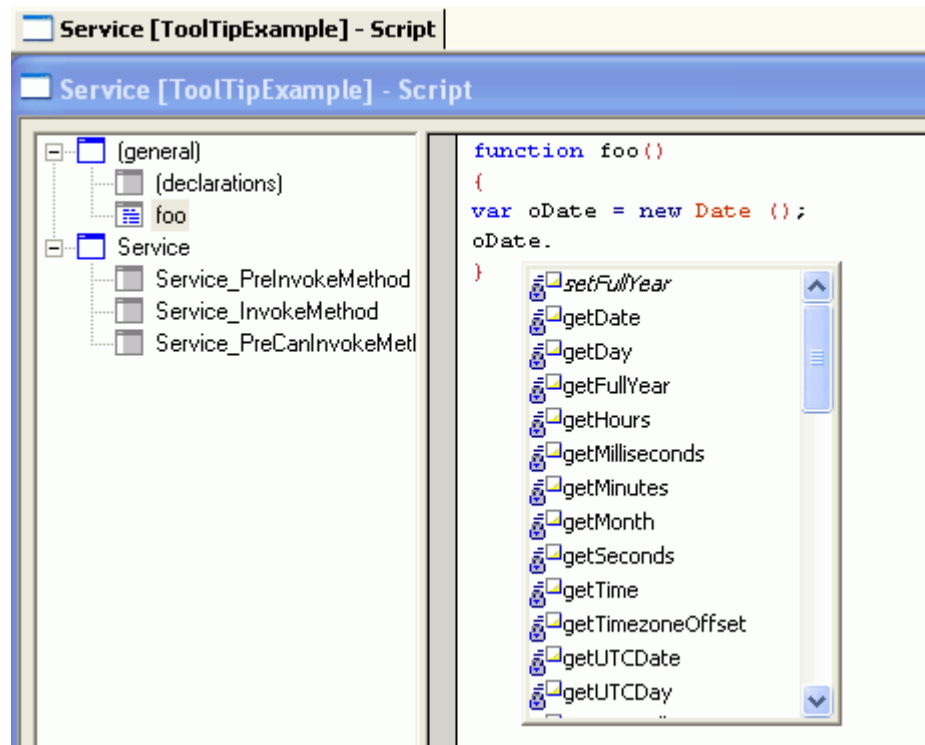 Service [ToolTipExample] - Script
Service [ToolTipExample] - Script
(general)
(declarations)
foo
Service
Service_PreInvokeMethod
Service_InvokeMethod
Service_PreCanInvokeMetl
function foo()
{
var oDate = new Date ();
oDate.
}
setFullYear
getDate
getDay
getFullYear
getHours
getMilliseconds
getMinutes
getMonth
getSeconds
getTime
getTimezoneOffset
getUTCDate
getUTCDay